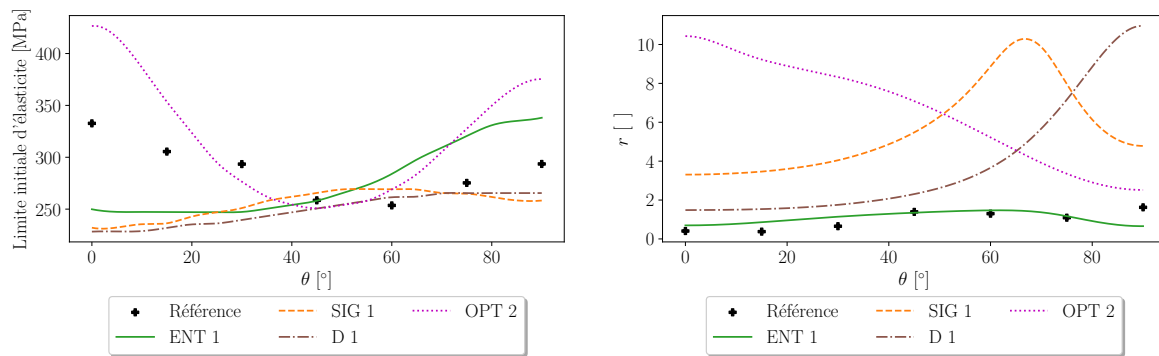 Limite initiale d'élasticite [MPa]
400
350
300
250
0 20 40 60 80
θ [°]
Référence SIG 1 OPT 2
ENT 1 D 1
r [ ]
10
8
6
4
2
0
0 20 40 60 80
θ [°]
Référence SIG 1 OPT 2
ENT 1 D 1